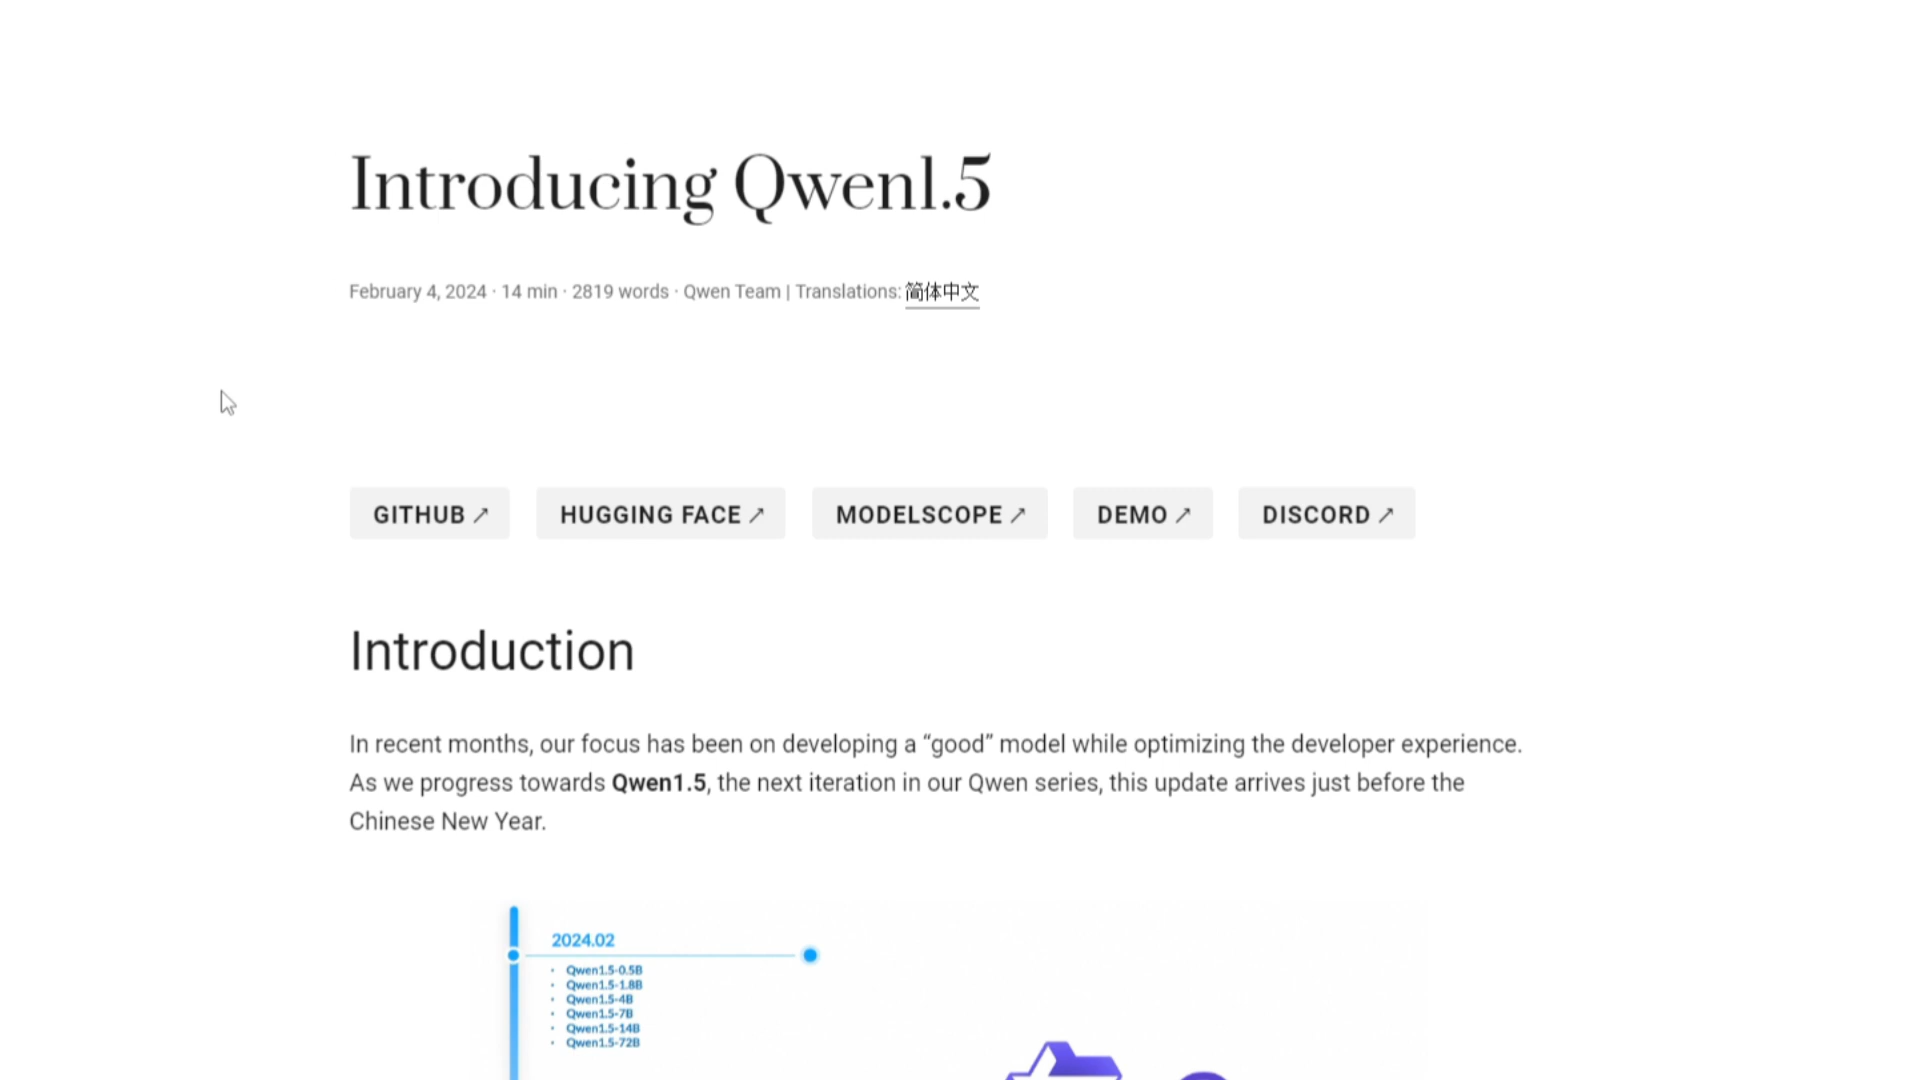 Introducing Qwen1.5
February 4, 2024 · 14 min · 2819 words · Qwen Team | Translations: 简体中文
GITHUB ↗ HUGGING FACE ↗ MODELSCOPE ↗ DEMO ↗ DISCORD ↗
Introduction
In recent months, our focus has been on developing a “good” model while optimizing the developer experience.
As we progress towards Qwen1.5, the next iteration in our Qwen series, this update arrives just before the
Chinese New Year.
2024.02
· Qwen1.5-0.5B
· Qwen1.5-1.8B
· Qwen1.5-4B
· Qwen1.5-7B
· Qwen1.5-14B
· Qwen1.5-72B